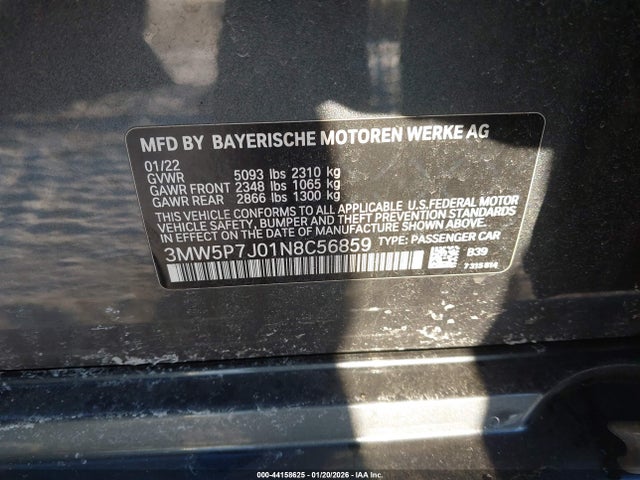 MFD BY BAYERISCHE MOTOREN WERKE AG
01/22
GVWR 5093 lbs 2310 kg
GAWR FRONT 2348 lbs 1065 kg
GAWR REAR 2866 lbs 1300 kg
THIS VEHICLE CONFORMS TO ALL APPLICABLE U.S.FEDERAL MOTOR
VEHICLE SAFETY, BUMPER AND THEFT PREVENTION STANDARDS
IN EFFECT ON THE DATE OF MANUFACTURE SHOWN ABOVE.
3MW5P7J01N8C56859 TYPE: PASSENGER CAR
B39
7 315 814
000-44158625 - 01/20/2026 - IAA Inc.